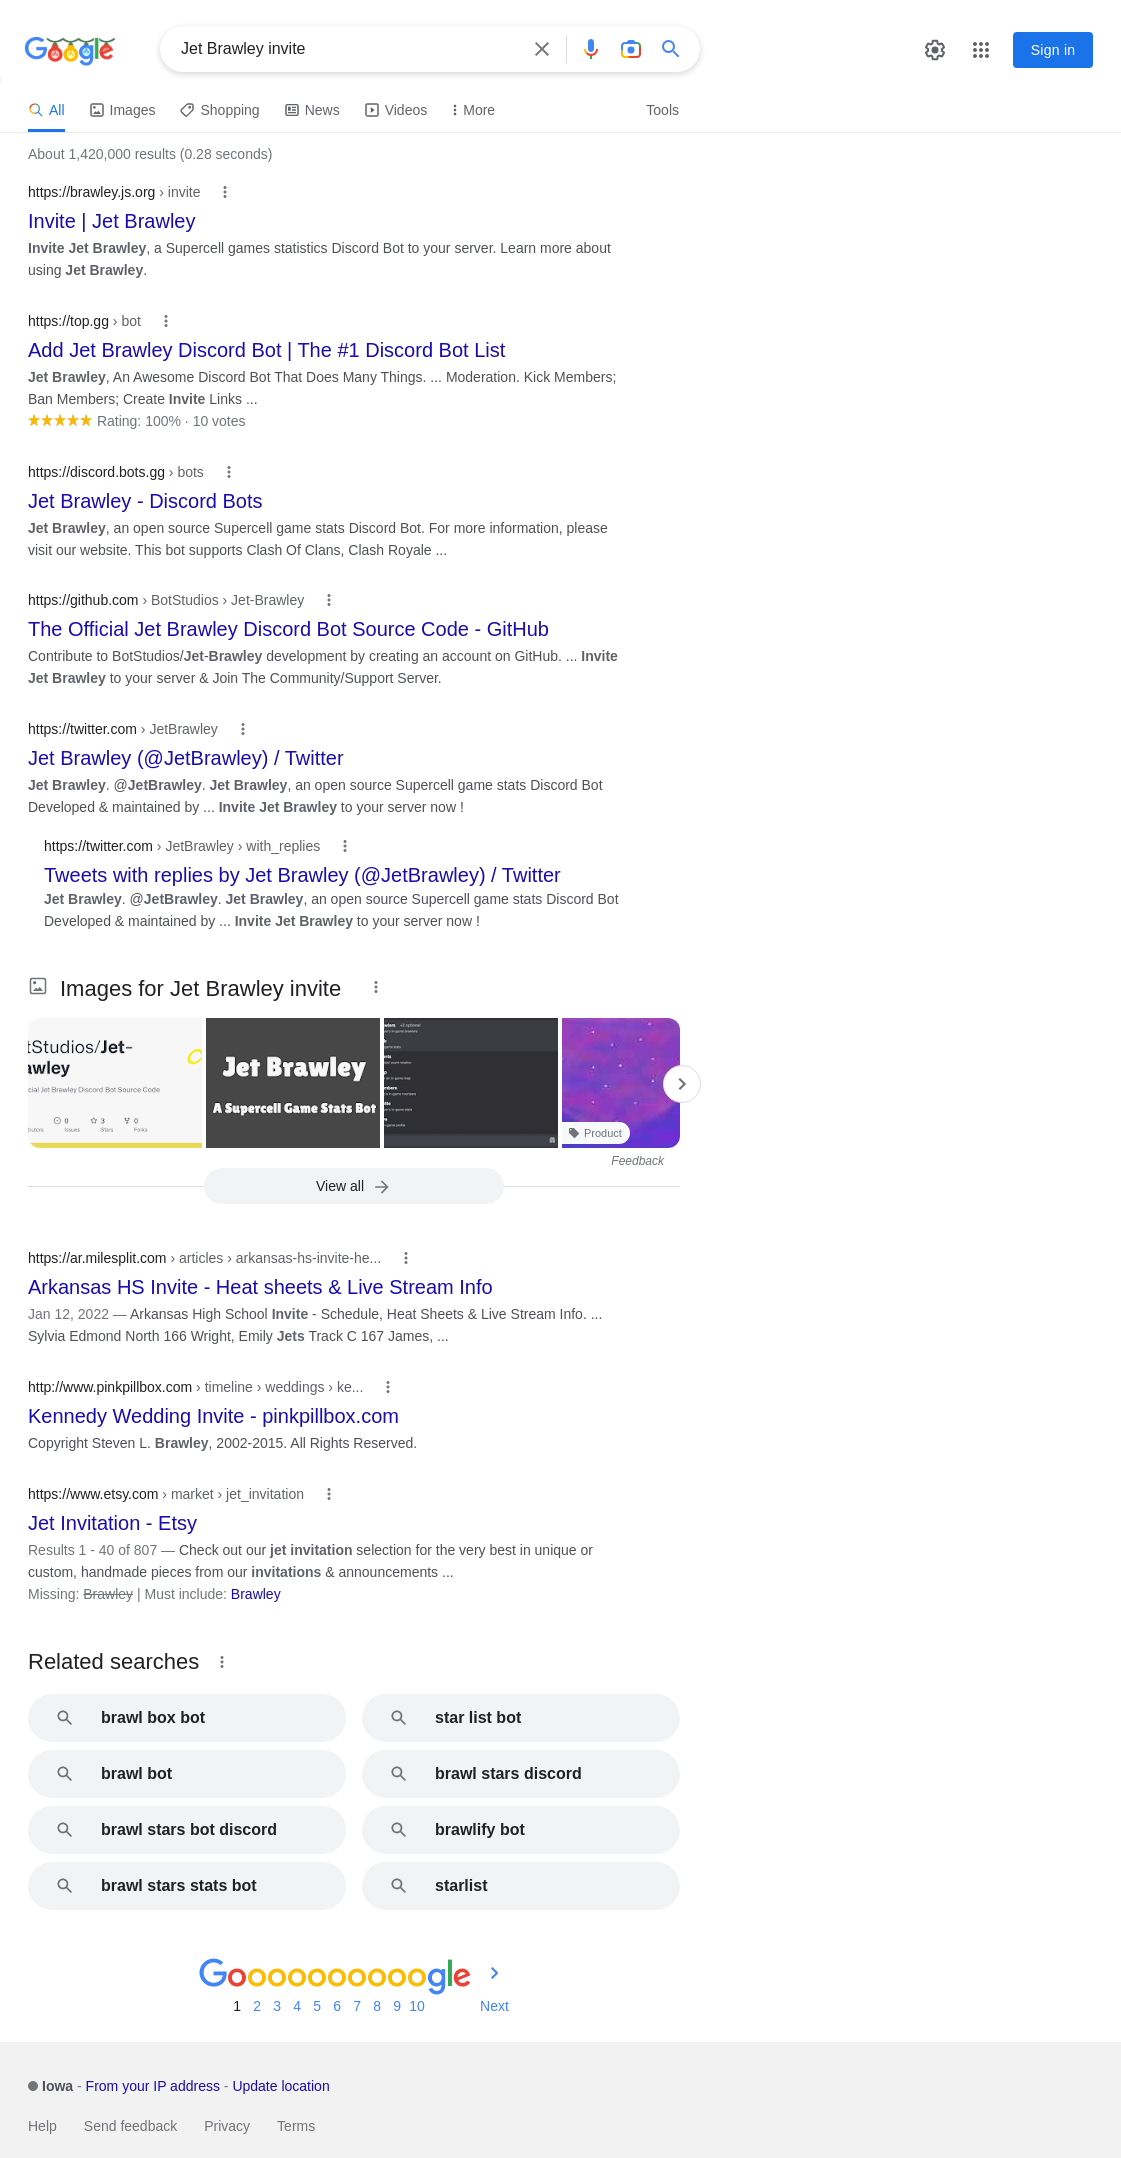 Google
Jet Brawley invite
Sign in
All
Images
Shopping
News
Videos
More
Tools
About 1,420,000 results (0.28 seconds)
https://brawley.js.org › invite
Invite | Jet Brawley
Invite Jet Brawley, a Supercell games statistics Discord Bot to your server. Learn more about
using Jet Brawley.
https://top.gg › bot
Add Jet Brawley Discord Bot | The #1 Discord Bot List
Jet Brawley, An Awesome Discord Bot That Does Many Things. ... Moderation. Kick Members;
Ban Members; Create Invite Links ...
Rating: 100% · 10 votes
https://discord.bots.gg › bots
Jet Brawley - Discord Bots
Jet Brawley, an open source Supercell game stats Discord Bot. For more information, please
visit our website. This bot supports Clash Of Clans, Clash Royale ...
https://github.com › BotStudios › Jet-Brawley
The Official Jet Brawley Discord Bot Source Code - GitHub
Contribute to BotStudios/Jet-Brawley development by creating an account on GitHub. ... Invite
Jet Brawley to your server & Join The Community/Support Server.
https://twitter.com › JetBrawley
Jet Brawley (@JetBrawley) / Twitter
Jet Brawley. @JetBrawley. Jet Brawley, an open source Supercell game stats Discord Bot
Developed & maintained by ... Invite Jet Brawley to your server now !
https://twitter.com › JetBrawley › with_replies
Tweets with replies by Jet Brawley (@JetBrawley) / Twitter
Jet Brawley. @JetBrawley. Jet Brawley, an open source Supercell game stats Discord Bot
Developed & maintained by ... Invite Jet Brawley to your server now !
Images for Jet Brawley invite
tStudios/Jet-
awley
cial Jet Brawley Discord Bot Source Code
0 3 0
Issues Stars Forks
Jet Brawley
A Supercell Game Stats Bot
Product
Feedback
View all
https://ar.milesplit.com › articles › arkansas-hs-invite-he...
Arkansas HS Invite - Heat sheets & Live Stream Info
Jan 12, 2022 — Arkansas High School Invite - Schedule, Heat Sheets & Live Stream Info. ...
Sylvia Edmond North 166 Wright, Emily Jets Track C 167 James, ...
http://www.pinkpillbox.com › timeline › weddings › ke...
Kennedy Wedding Invite - pinkpillbox.com
Copyright Steven L. Brawley, 2002-2015. All Rights Reserved.
https://www.etsy.com › market › jet_invitation
Jet Invitation - Etsy
Results 1 - 40 of 807 — Check out our jet invitation selection for the very best in unique or
custom, handmade pieces from our invitations & announcements ...
Missing: Brawley | Must include: Brawley
Related searches
brawl box bot
star list bot
brawl bot
brawl stars discord
brawl stars bot discord
brawlify bot
brawl stars stats bot
starlist
Goooooooooogle
1 2 3 4 5 6 7 8 9 10 Next
Iowa - From your IP address - Update location
Help Send feedback Privacy Terms